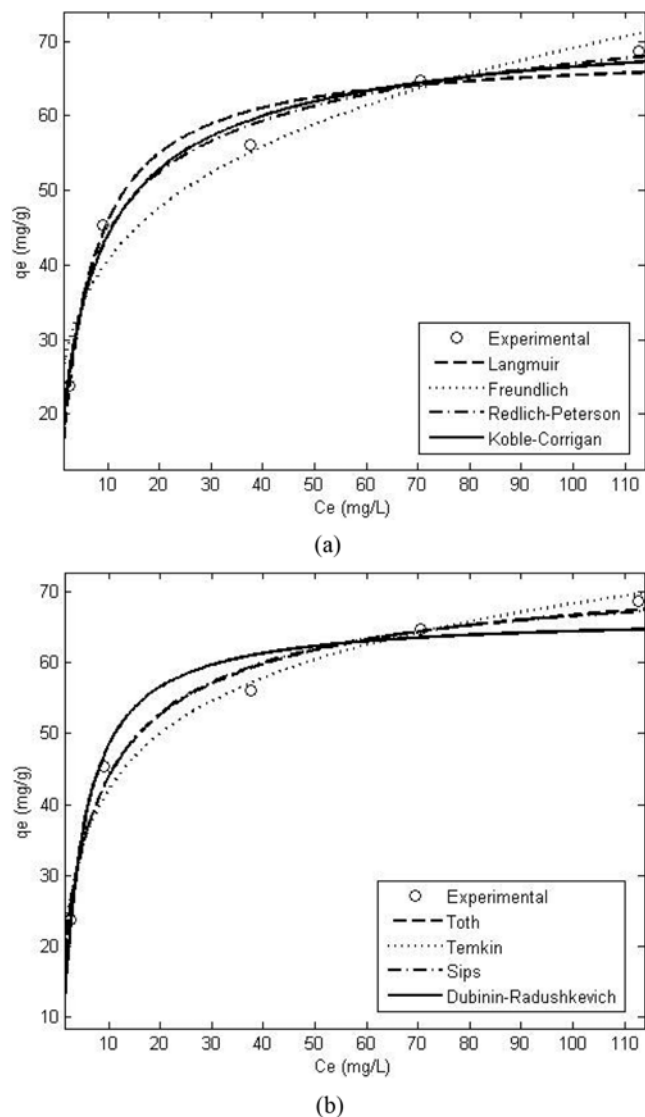 70
60
50
40
30
20
qe (mg/g)
Experimental
Langmuir
Freundlich
Redlich-Peterson
Koble-Corrigan
10 20 30 40 50 60 70 80 90 100 110
Ce (mg/L)
(a)
70
60
50
40
30
20
10
qe (mg/g)
Experimental
Toth
Temkin
Sips
Dubinin-Radushkevich
10 20 30 40 50 60 70 80 90 100 110
Ce (mg/L)
(b)